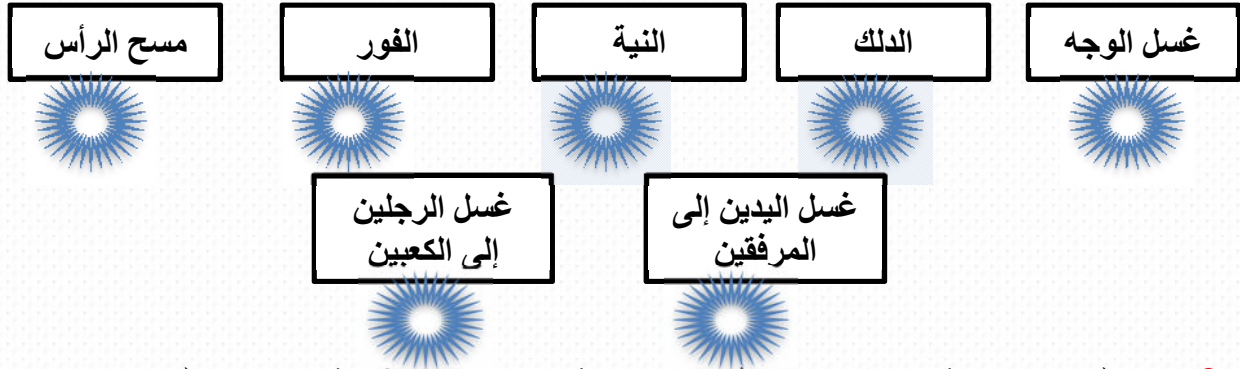 غسل الوجه
الدلك
النية
الفور
مسح الرأس
غسل اليدين إلى
المرفقين
غسل الرجلين
إلى الكعبين